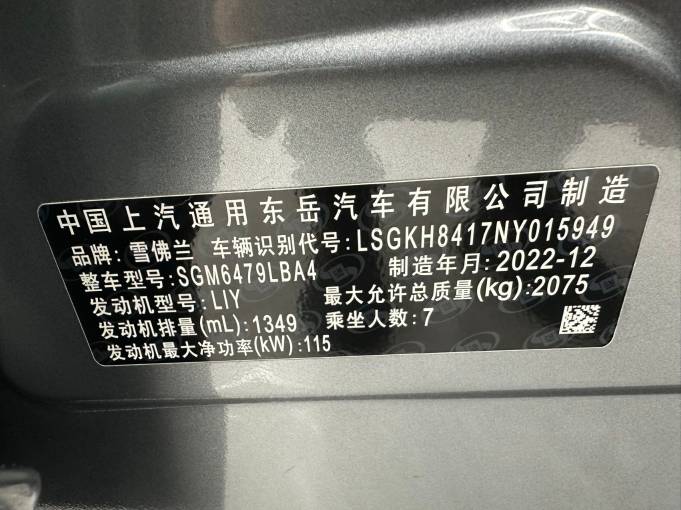 中国上汽通用东岳汽车有限公司制造
品牌: 雪佛兰 车辆识别代号: LSGKH8417NY015949
整车型号: SGM6479LBA4 制造年月: 2022-12
发动机型号: LIY 最大允许总质量(kg): 2075
发动机排量(mL): 1349 乘坐人数: 7
发动机最大净功率(kW): 115